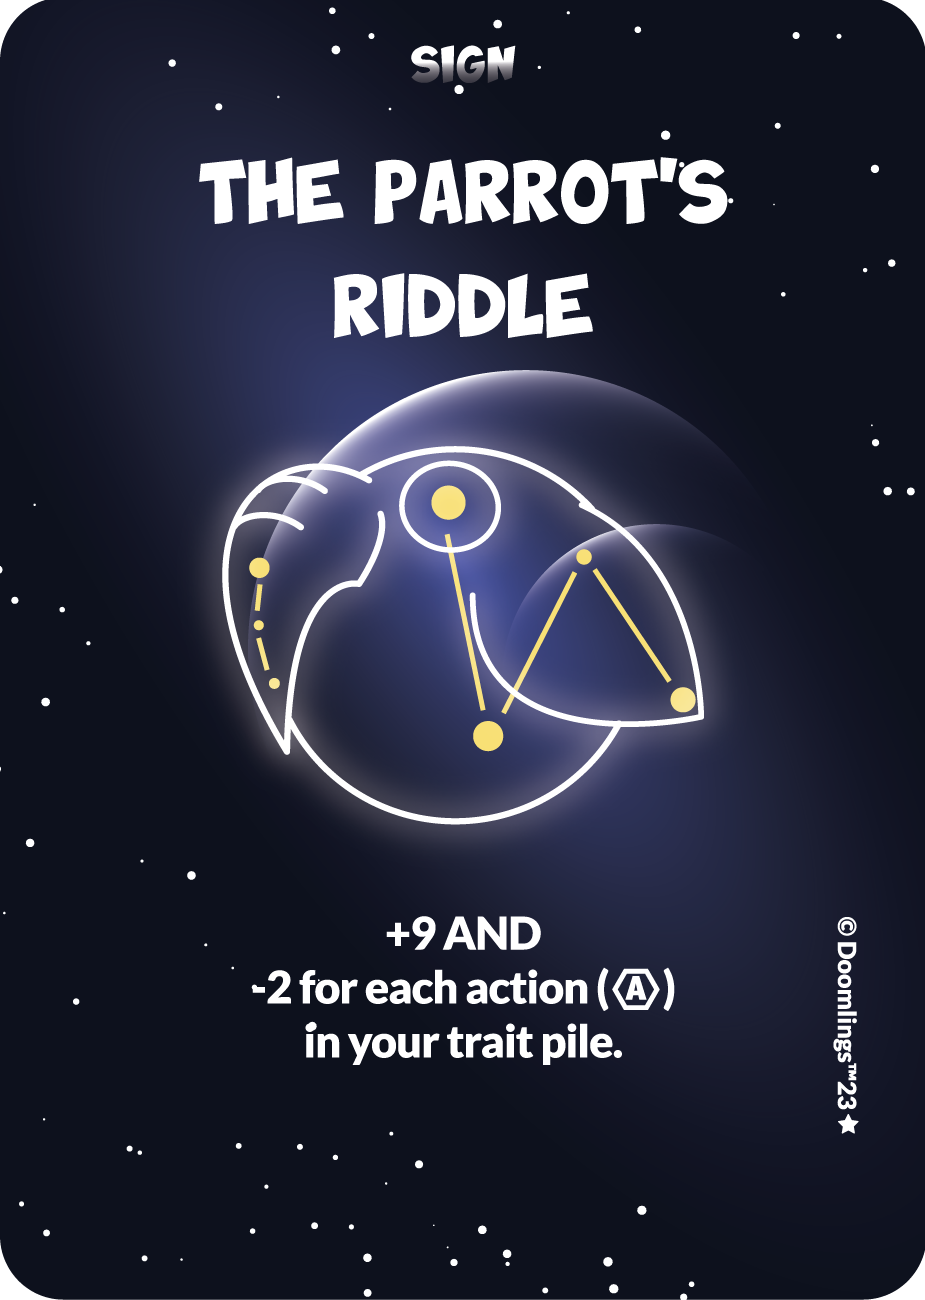 SIGN
THE PARROT'S
RIDDLE
+9 AND
-2 for each action (A)
in your trait pile.
© Doomlings™23 ★